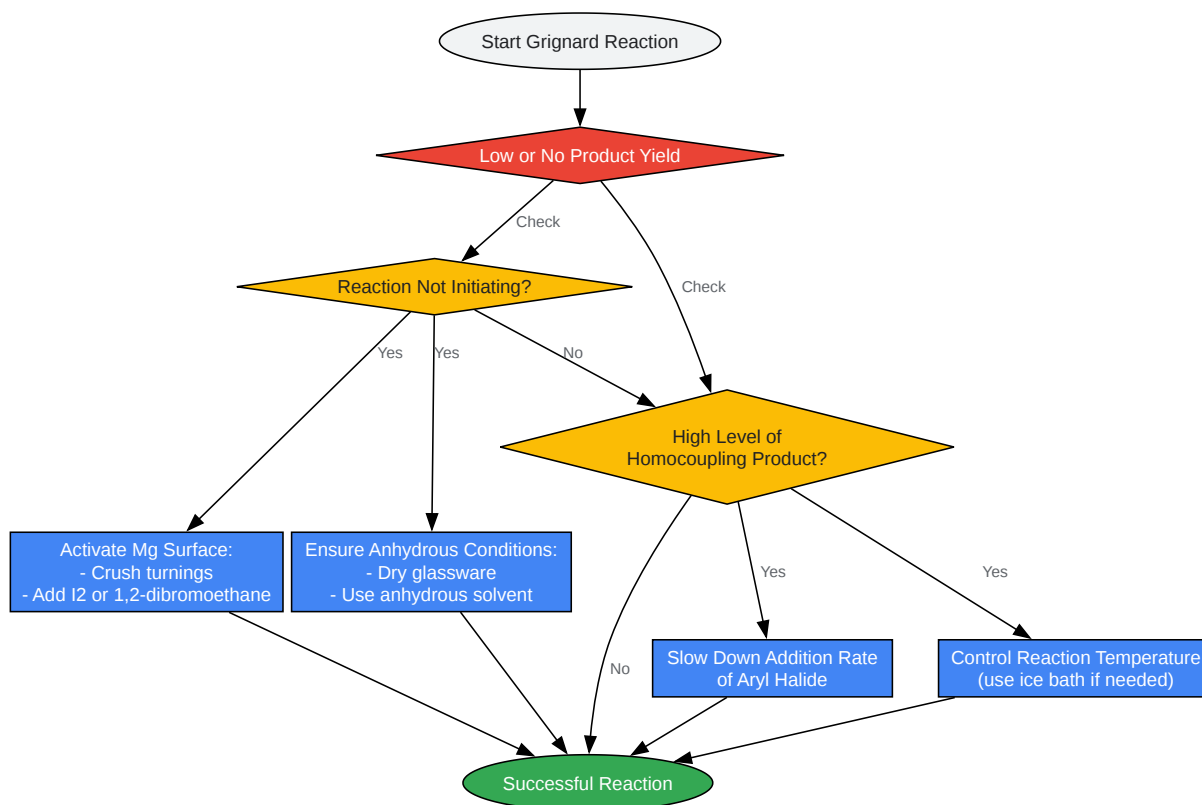 Start Grignard Reaction
Low or No Product Yield
Check
Reaction Not Initiating?
Check
Yes
Yes
No
High Level of
Homocoupling Product?
Activate Mg Surface:
- Crush turnings
- Add I2 or 1,2-dibromoethane
Ensure Anhydrous Conditions:
- Dry glassware
- Use anhydrous solvent
Yes
Yes
No
Slow Down Addition Rate
of Aryl Halide
Control Reaction Temperature
(use ice bath if needed)
Successful Reaction